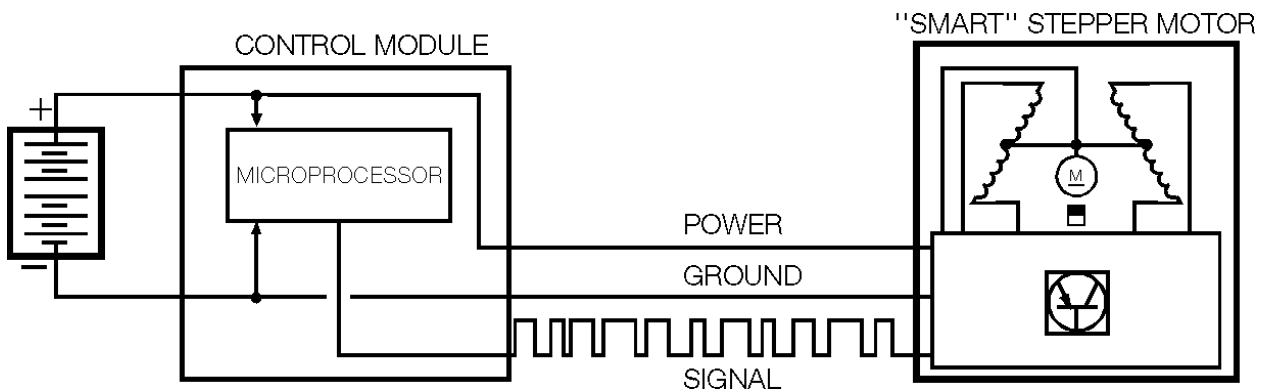 "SMART" STEPPER MOTOR
CONTROL MODULE
+
MICROPROCESSOR
M
POWER
−
GROUND
SIGNAL